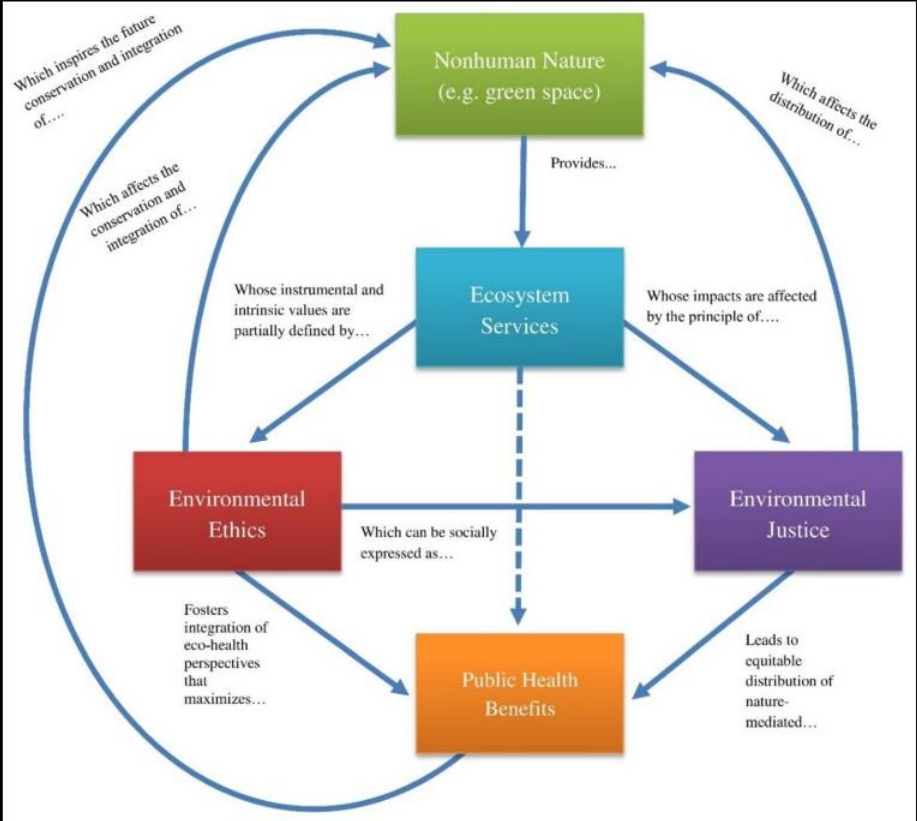 Which inspires the future
conservation and integration
of….
Nonhuman Nature
(e.g. green space)
Which affects the
distribution of…
Provides...
Which affects the
conservation and
integration of…
Whose instrumental and
intrinsic values are
partially defined by…
Ecosystem
Services
Whose impacts are affected
by the principle of….
Environmental
Ethics
Which can be socially
expressed as…
Environmental
Justice
Fosters
integration of
eco-health
perspectives
that
maximizes…
Public Health
Benefits
Leads to
equitable
distribution of
nature-
mediated…